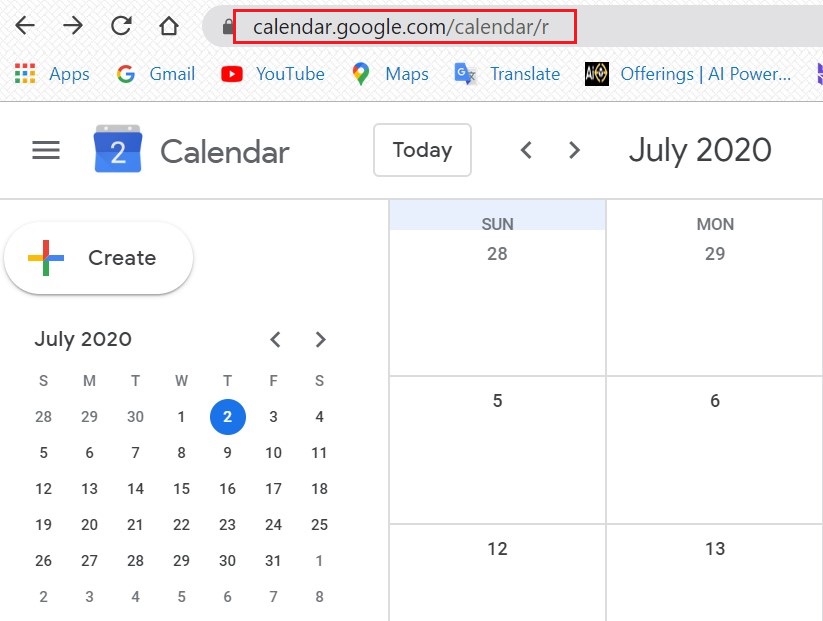 calendar.google.com/calendar/r
Apps Gmail YouTube Maps Translate Offerings | AI Power...
2 Calendar Today July 2020
Create
July 2020
S M T W T F S
28 29 30 1 2 3 4
5 6 7 8 9 10 11
12 13 14 15 16 17 18
19 20 21 22 23 24 25
26 27 28 29 30 31 1
2 3 4 5 6 7 8
SUN MON
28 29
5 6
12 13